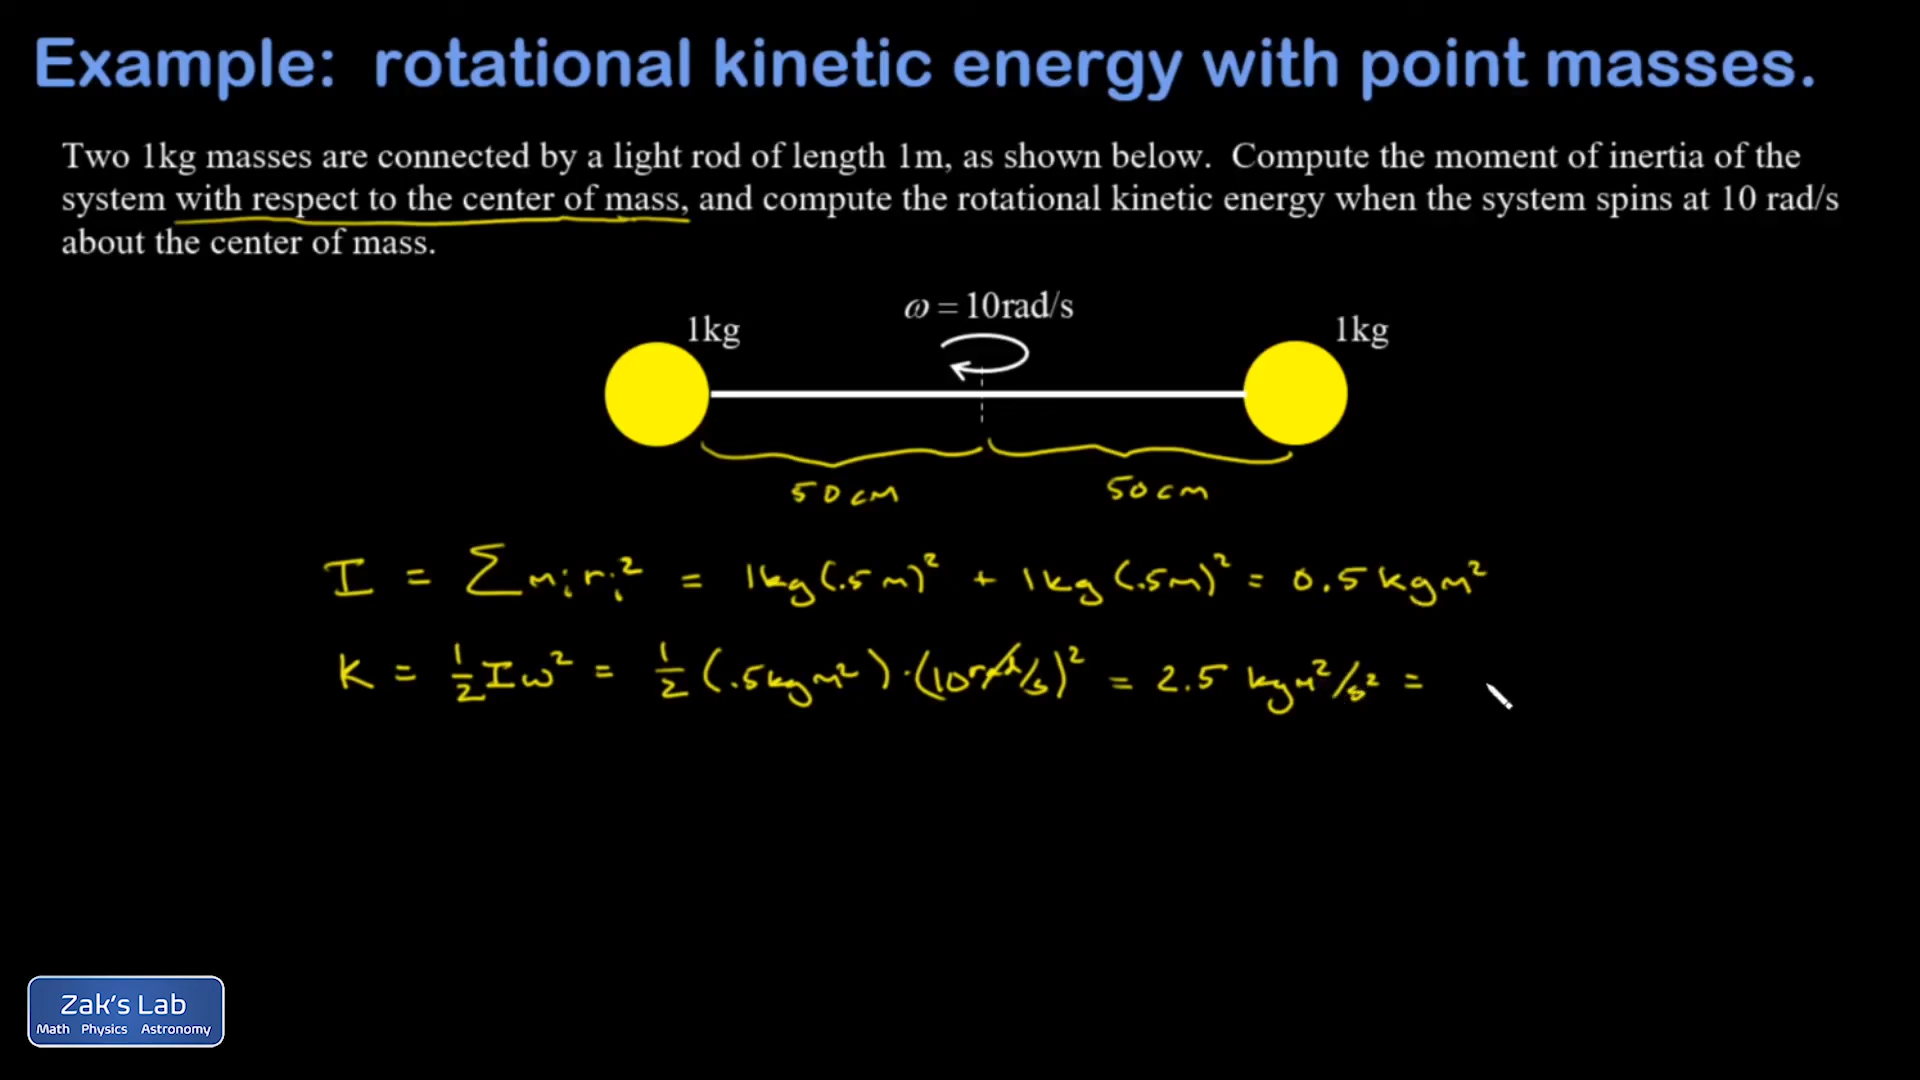 Example: rotational kinetic energy with point masses.
Two 1kg masses are connected by a light rod of length 1m, as shown below. Compute the moment of inertia of the
system with respect to the center of mass, and compute the rotational kinetic energy when the system spins at 10 rad/s
about the center of mass.
ω = 10rad/s
1kg 1kg
50cm 50cm
I = Σ mᵢrᵢ² = 1kg(.5m)² + 1kg(.5m)² = 0.5kgm²
K = ½Iω² = ½(.5kgm²)·(10rad/s)² = 2.5 kgm²/s² =
Zak's Lab
Math Physics Astronomy